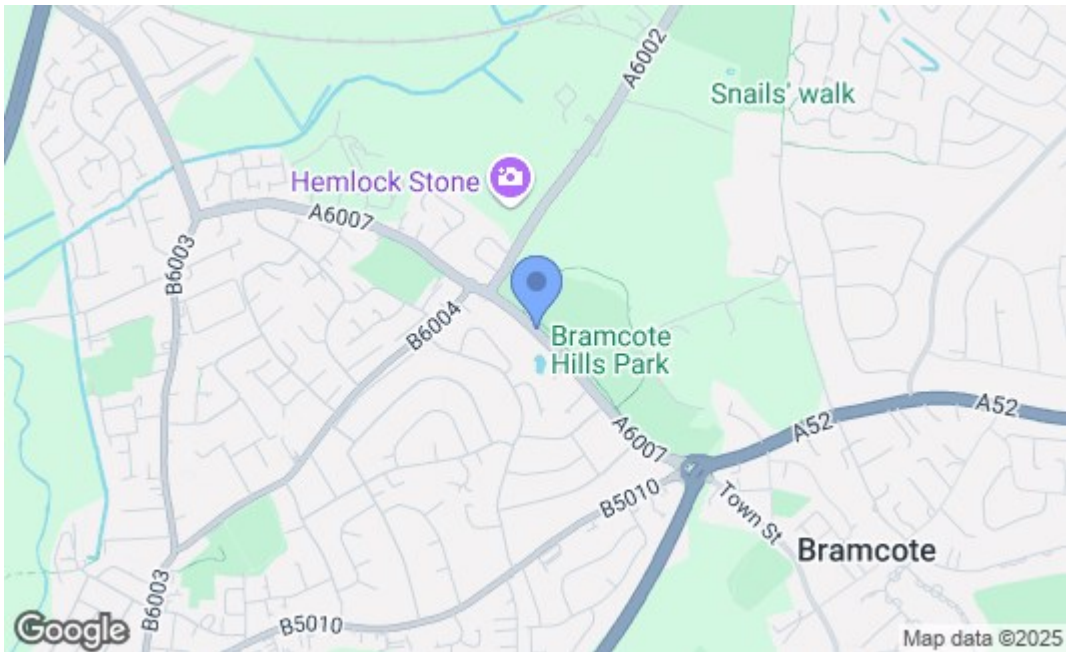 A6002
Snails' walk
Hemlock Stone
A6007
B6003
B6004
Bramcote
Hills Park
A52
A52
A6007
B5010
Town St
Bramcote
B6003
B5010
Google
Map data ©2025